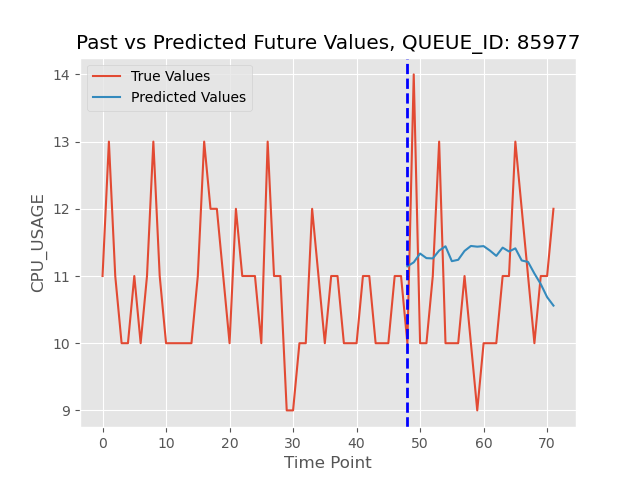 Past vs Predicted Future Values, QUEUE_ID: 85977
True Values
Predicted Values
14
13
12
11
10
9
CPU_USAGE
0 10 20 30 40 50 60 70
Time Point